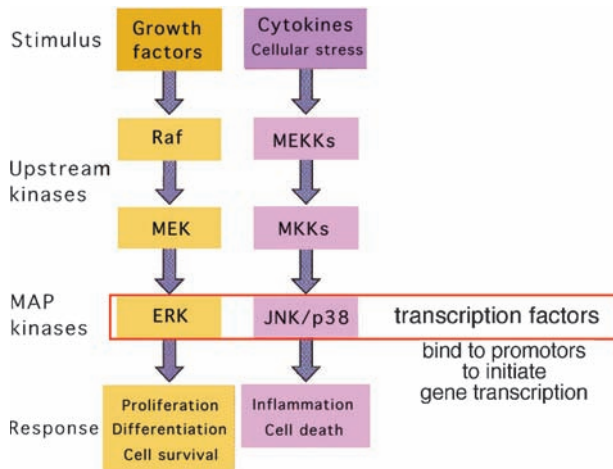 Stimulus
Growth
factors
Cytokines
Cellular stress
Upstream
kinases
Raf
MEKKs
MEK
MKKs
MAP
kinases
ERK
JNK/p38
transcription factors
bind to promotors
to initiate
gene transcription
Response
Proliferation
Differentiation
Cell survival
Inflammation
Cell death